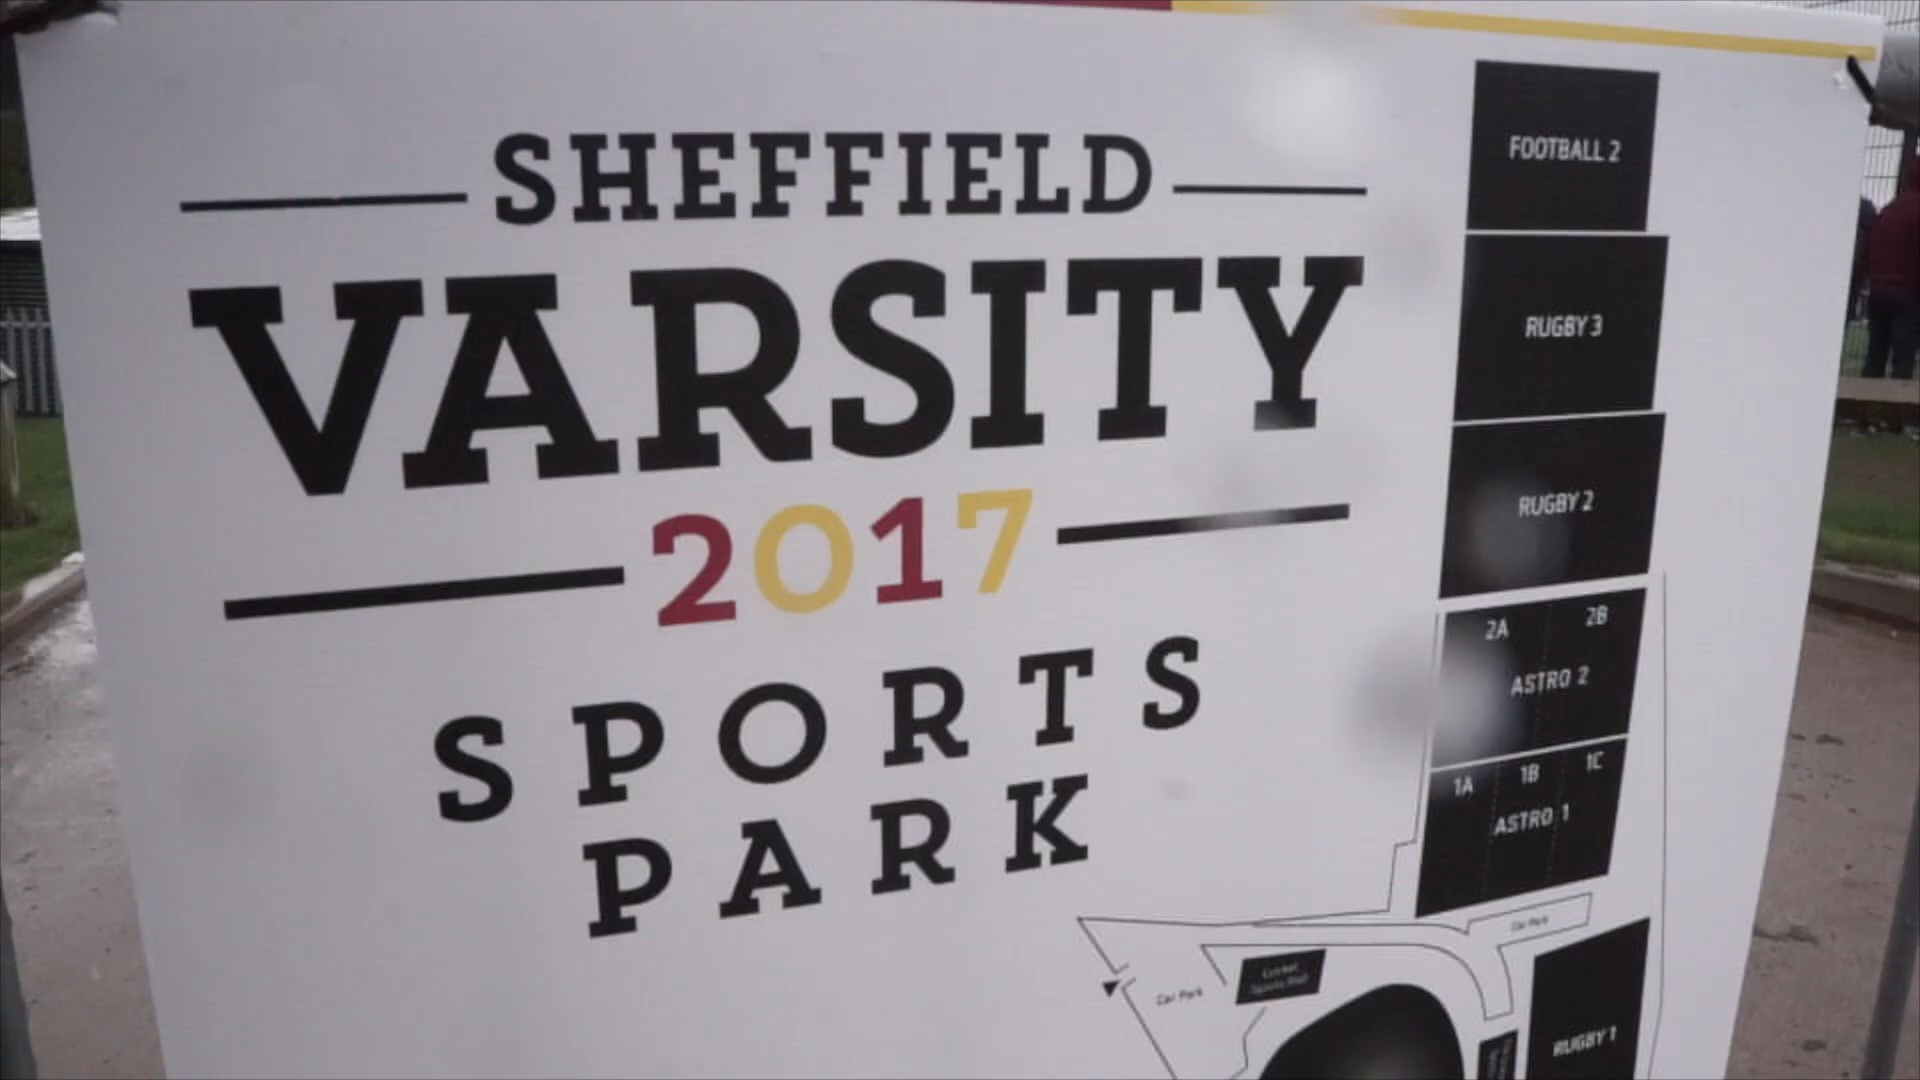 SHEFFIELD
VARSITY
2017
SPORTS
PARK
FOOTBALL 2
RUGBY 3
RUGBY 2
2A 2B
ASTRO 2
1A 1B 1C
ASTRO 1
Car Park
Car Park
Cricket
RUGBY 1